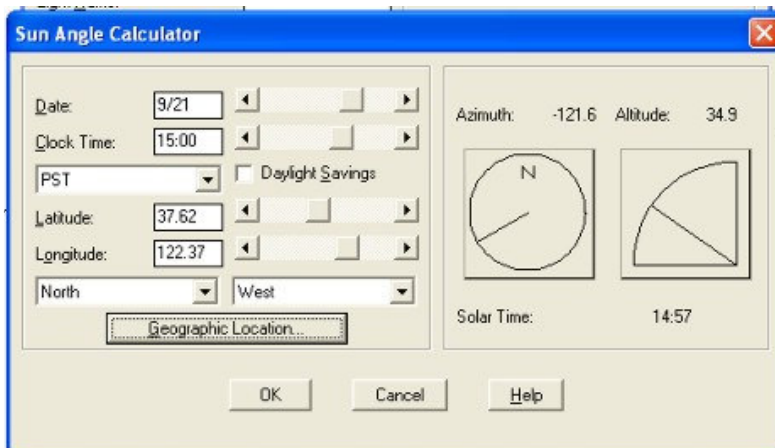 Sun Angle Calculator
Date: 9/21
Clock Time: 15:00
PST Daylight Savings
Latitude: 37.62
Longitude: 122.37
North West
Geographic Location...
Azimuth: -121.6 Altitude: 34.9
N
Solar Time: 14:57
OK Cancel Help